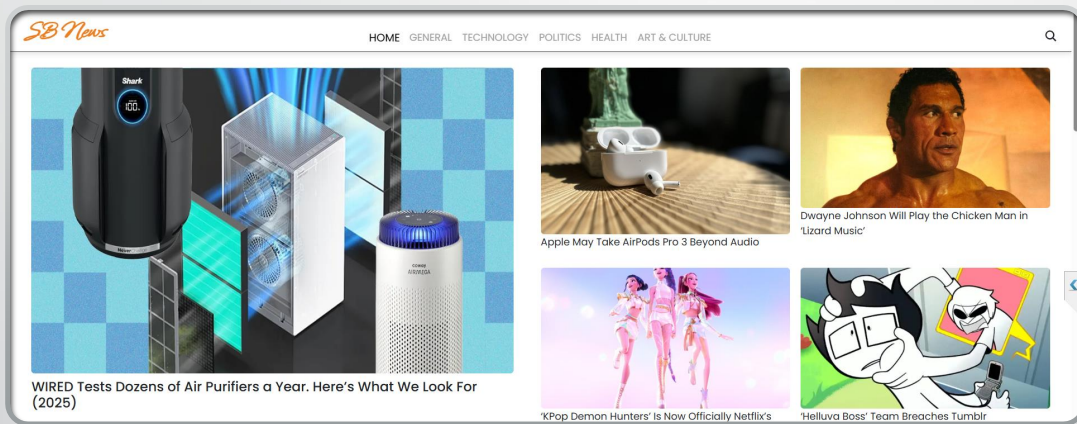 SB News
HOME GENERAL TECHNOLOGY POLITICS HEALTH ART & CULTURE
Shark
100
COWAY
AIRMEGA
WIRED Tests Dozens of Air Purifiers a Year. Here's What We Look For
(2025)
Apple May Take AirPods Pro 3 Beyond Audio
Dwayne Johnson Will Play the Chicken Man in
'Lizard Music'
'KPop Demon Hunters' Is Now Officially Netflix's
'Helluva Boss' Team Breaches Tumblr